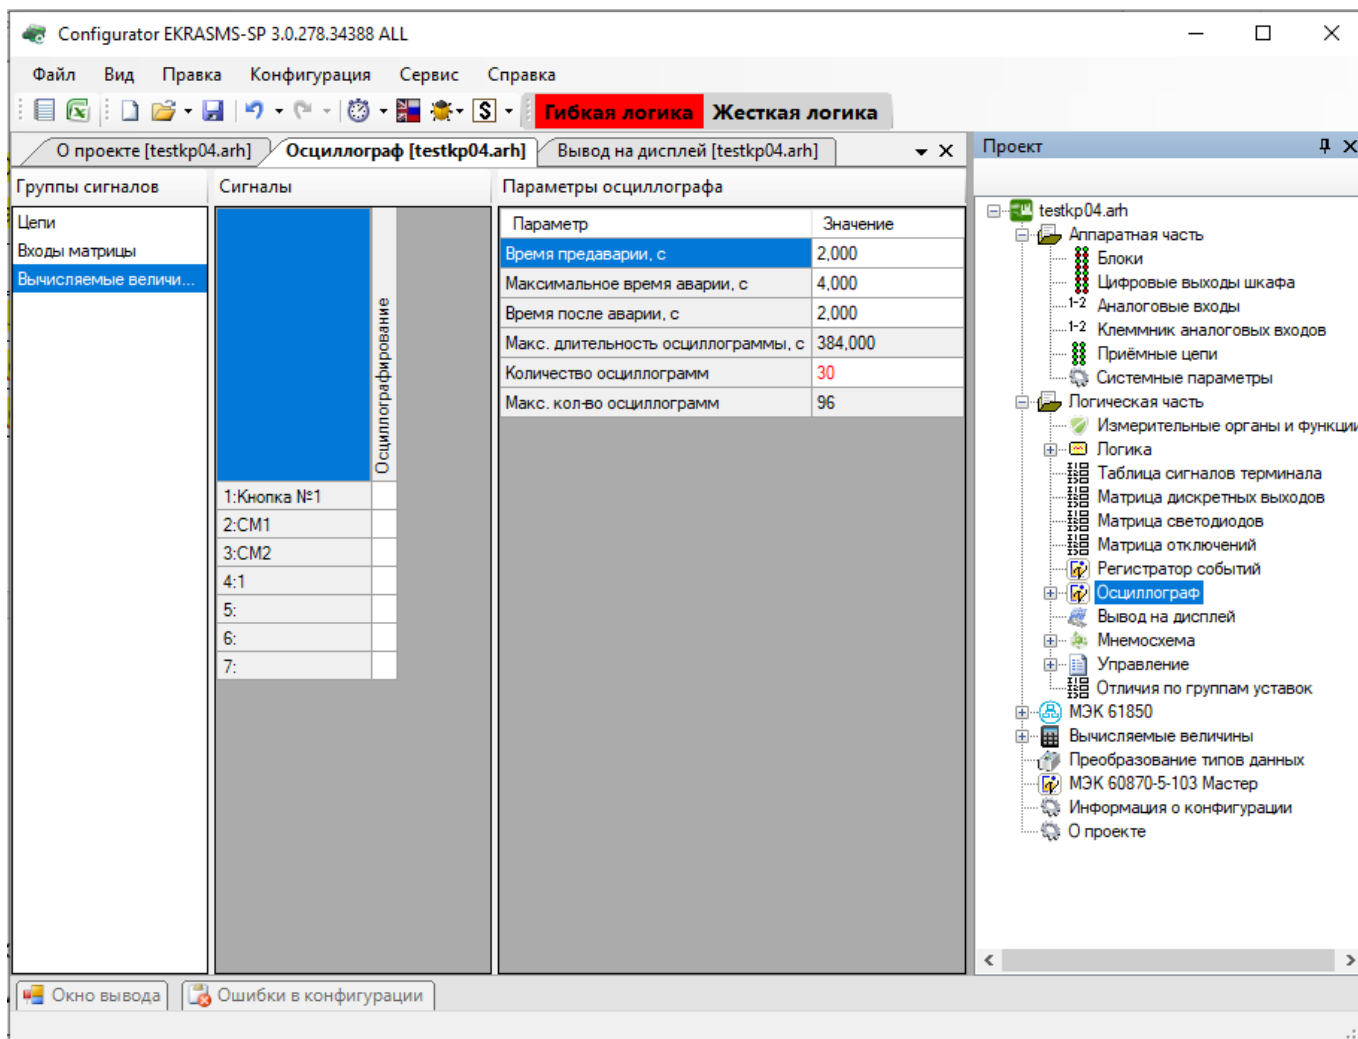 Configurator EKRASMS-SP 3.0.278.34388 ALL
Файл Вид Правка Конфигурация Сервис Справка
Гибкая логика Жесткая логика
О проекте [testkp04.arh] Осциллограф [testkp04.arh] Вывод на дисплей [testkp04.arh]
Группы сигналов
Цепи
Входы матрицы
Вычисляемые величи...
Сигналы
Осциллографирование
1:Кнопка №1
2:СМ1
3:СМ2
4:1
5:
6:
7:
Параметры осциллографа
Параметр Значение
Время предаварии, с 2,000
Максимальное время аварии, с 4,000
Время после аварии, с 2,000
Макс. длительность осциллограммы, с 384,000
Количество осциллограмм 30
Макс. кол-во осциллограмм 96
Проект
testkp04.arh
Аппаратная часть
Блоки
Цифровые выходы шкафа
1-2 Аналоговые входы
1-2 Клеммник аналоговых входов
Приёмные цепи
Системные параметры
Логическая часть
Измерительные органы и функции
Логика
Таблица сигналов терминала
Матрица дискретных выходов
Матрица светодиодов
Матрица отключений
Регистратор событий
Осциллограф
Вывод на дисплей
Мнемосхема
Управление
Отличия по группам уставок
МЭК 61850
Вычисляемые величины
Преобразование типов данных
МЭК 60870-5-103 Мастер
Информация о конфигурации
О проекте
Окно вывода Ошибки в конфигурации